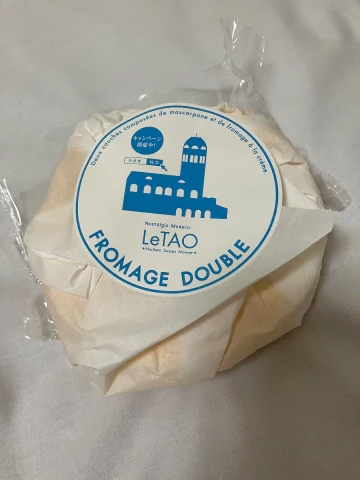 Deux couches composées de mascarpone et de fromage à la crème.
キャンペーン
開催中!
Nostalgic Modern.
LeTAO
FROMAGE DOUBLE